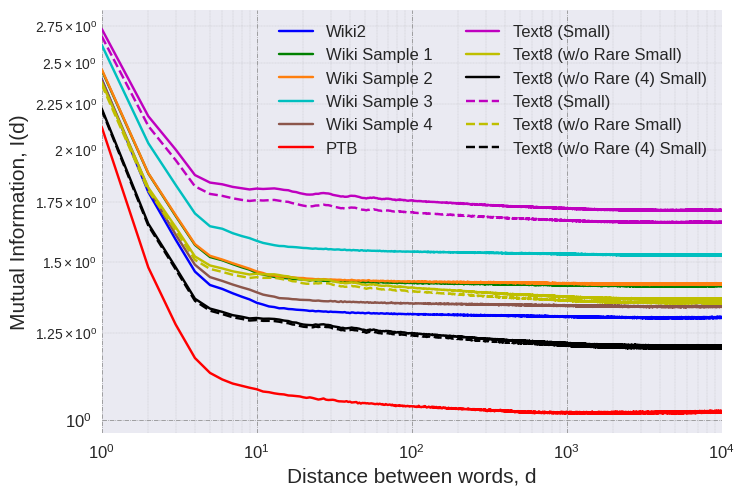 2.75 × 10⁰
2.5 × 10⁰
2.25 × 10⁰
2 × 10⁰
1.75 × 10⁰
1.5 × 10⁰
1.25 × 10⁰
10⁰
Mutual Information, I(d)
Wiki2
Wiki Sample 1
Wiki Sample 2
Wiki Sample 3
Wiki Sample 4
PTB
Text8 (Small)
Text8 (w/o Rare Small)
Text8 (w/o Rare (4) Small)
Text8 (Small)
Text8 (w/o Rare Small)
Text8 (w/o Rare (4) Small)
10⁰ 10¹ 10² 10³ 10⁴
Distance between words, d